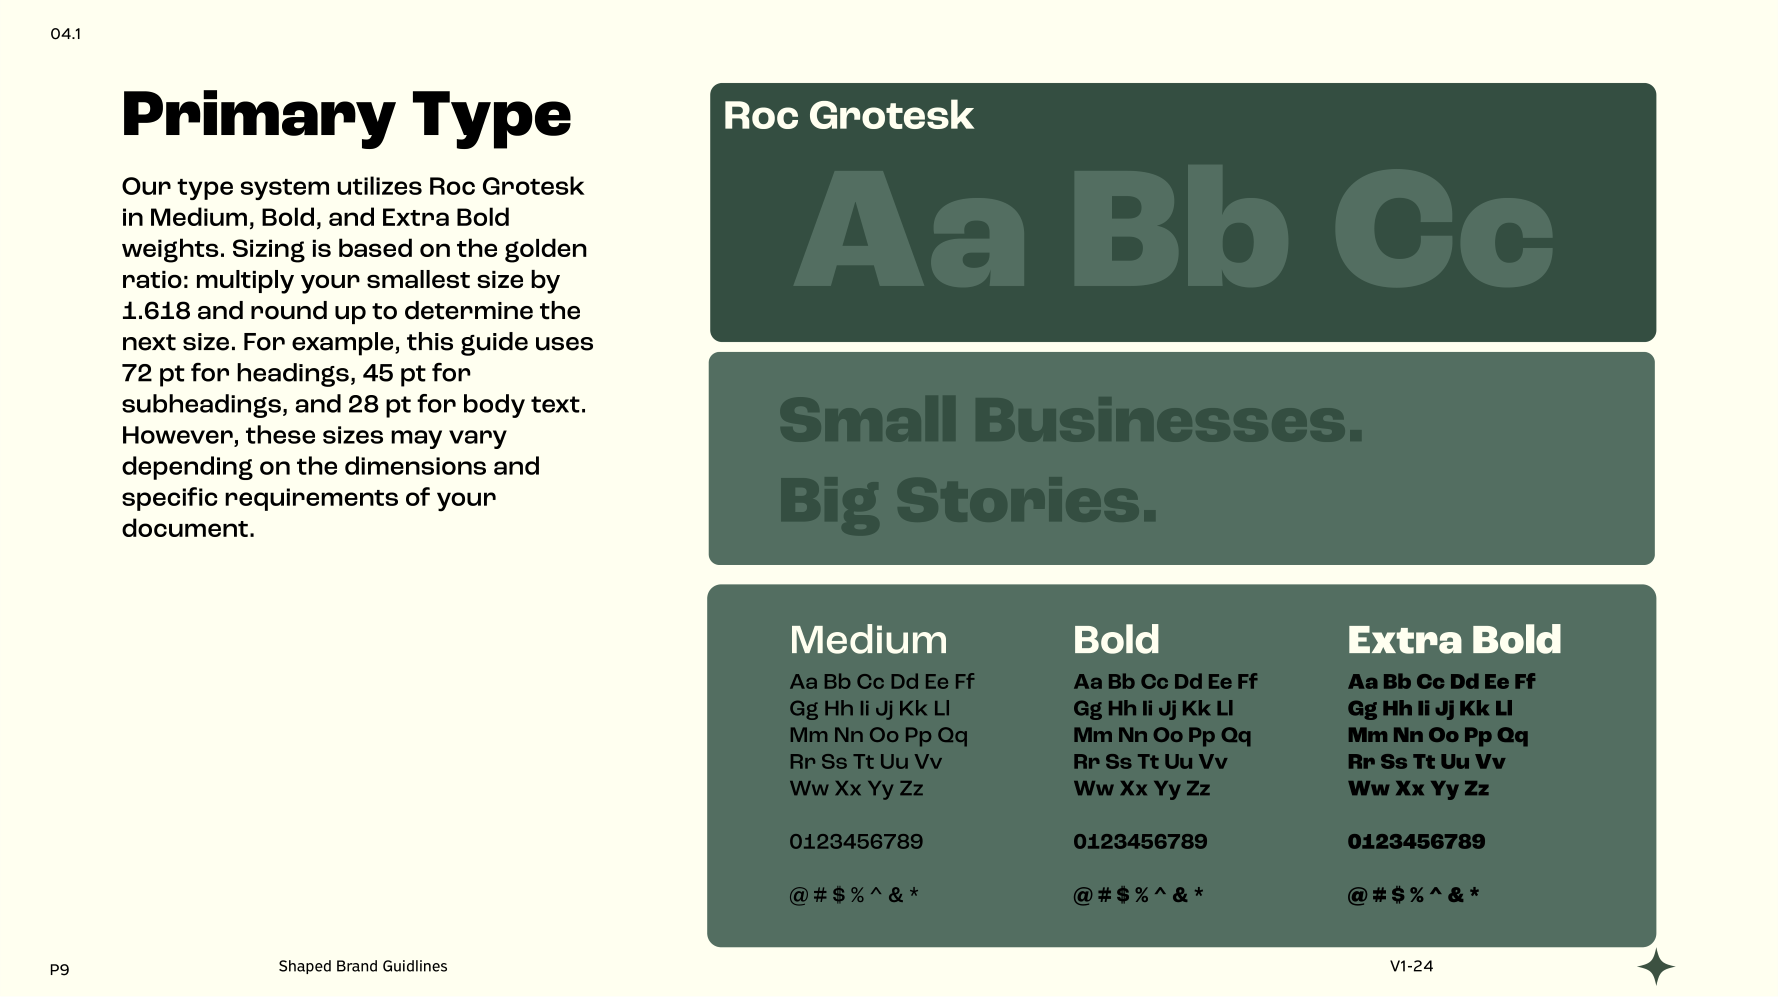 04.1
Primary Type
Our type system utilizes Roc Grotesk
in Medium, Bold, and Extra Bold
weights. Sizing is based on the golden
ratio: multiply your smallest size by
1.618 and round up to determine the
next size. For example, this guide uses
72 pt for headings, 45 pt for
subheadings, and 28 pt for body text.
However, these sizes may vary
depending on the dimensions and
specific requirements of your
document.
Roc Grotesk
Aa Bb Cc
Small Businesses.
Big Stories.
Medium
Aa Bb Cc Dd Ee Ff
Gg Hh Ii Jj Kk Ll
Mm Nn Oo Pp Qq
Rr Ss Tt Uu Vv
Ww Xx Yy Zz
0123456789
@ # $ % ^ & *
Bold
Aa Bb Cc Dd Ee Ff
Gg Hh Ii Jj Kk Ll
Mm Nn Oo Pp Qq
Rr Ss Tt Uu Vv
Ww Xx Yy Zz
0123456789
@ # $ % ^ & *
Extra Bold
Aa Bb Cc Dd Ee Ff
Gg Hh Ii Jj Kk Ll
Mm Nn Oo Pp Qq
Rr Ss Tt Uu Vv
Ww Xx Yy Zz
0123456789
@ # $ % ^ & *
P9
Shaped Brand Guidlines
V1-24